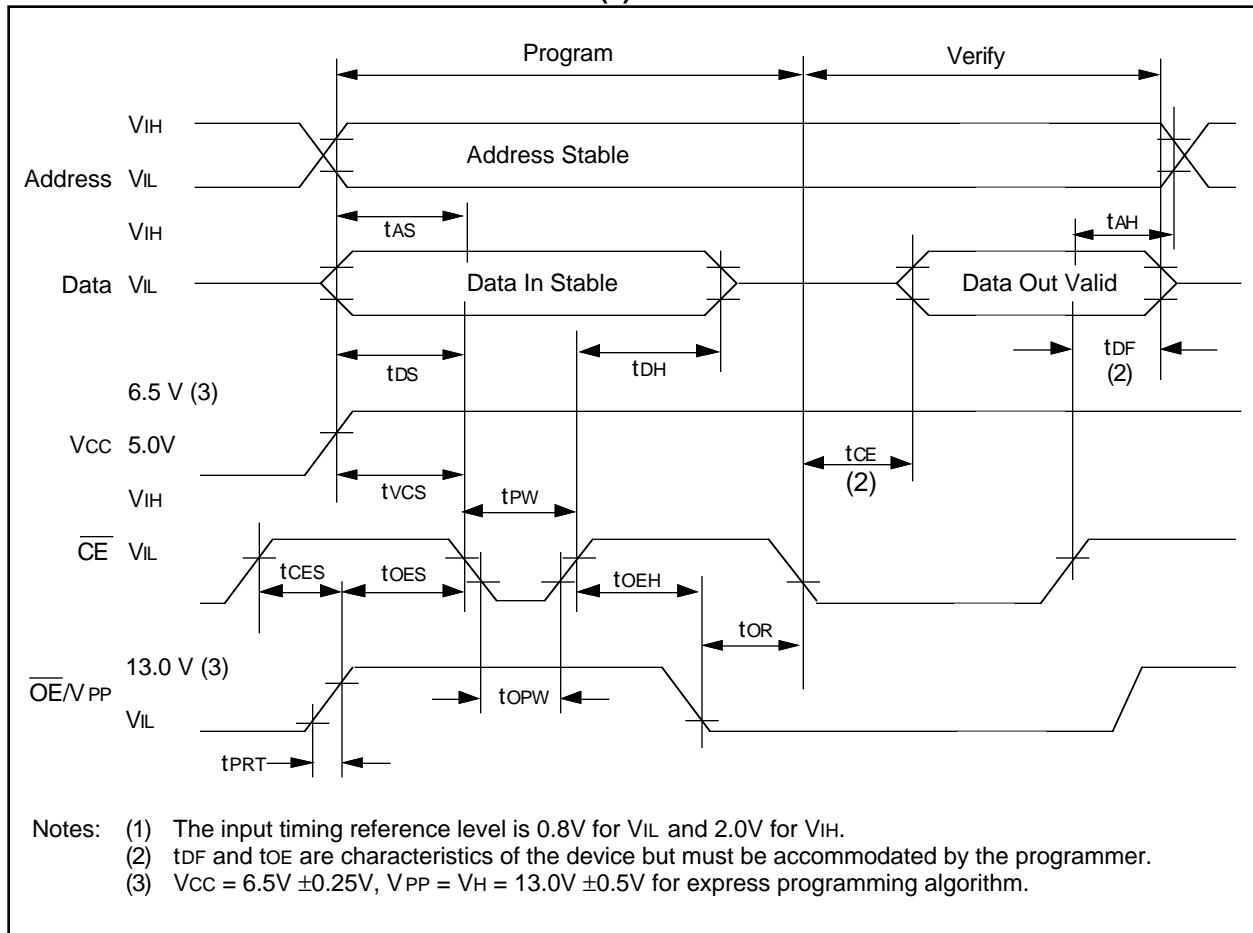 Program Verify
VIH
Address Stable
Address VIL
VIH
tAS tAH
Data VIL Data In Stable Data Out Valid
tDS tDH tDF
(2)
6.5 V (3)
VCC 5.0V
tCE
(2)
VIH tVCS tPW
CE VIL
tCES tOES tOEH
tOR
13.0 V (3)
OE/VPP
tOPW
VIL
tPRT
Notes: (1) The input timing reference level is 0.8V for VIL and 2.0V for VIH.
(2) tDF and tOE are characteristics of the device but must be accommodated by the programmer.
(3) VCC = 6.5V ±0.25V, VPP = VH = 13.0V ±0.5V for express programming algorithm.